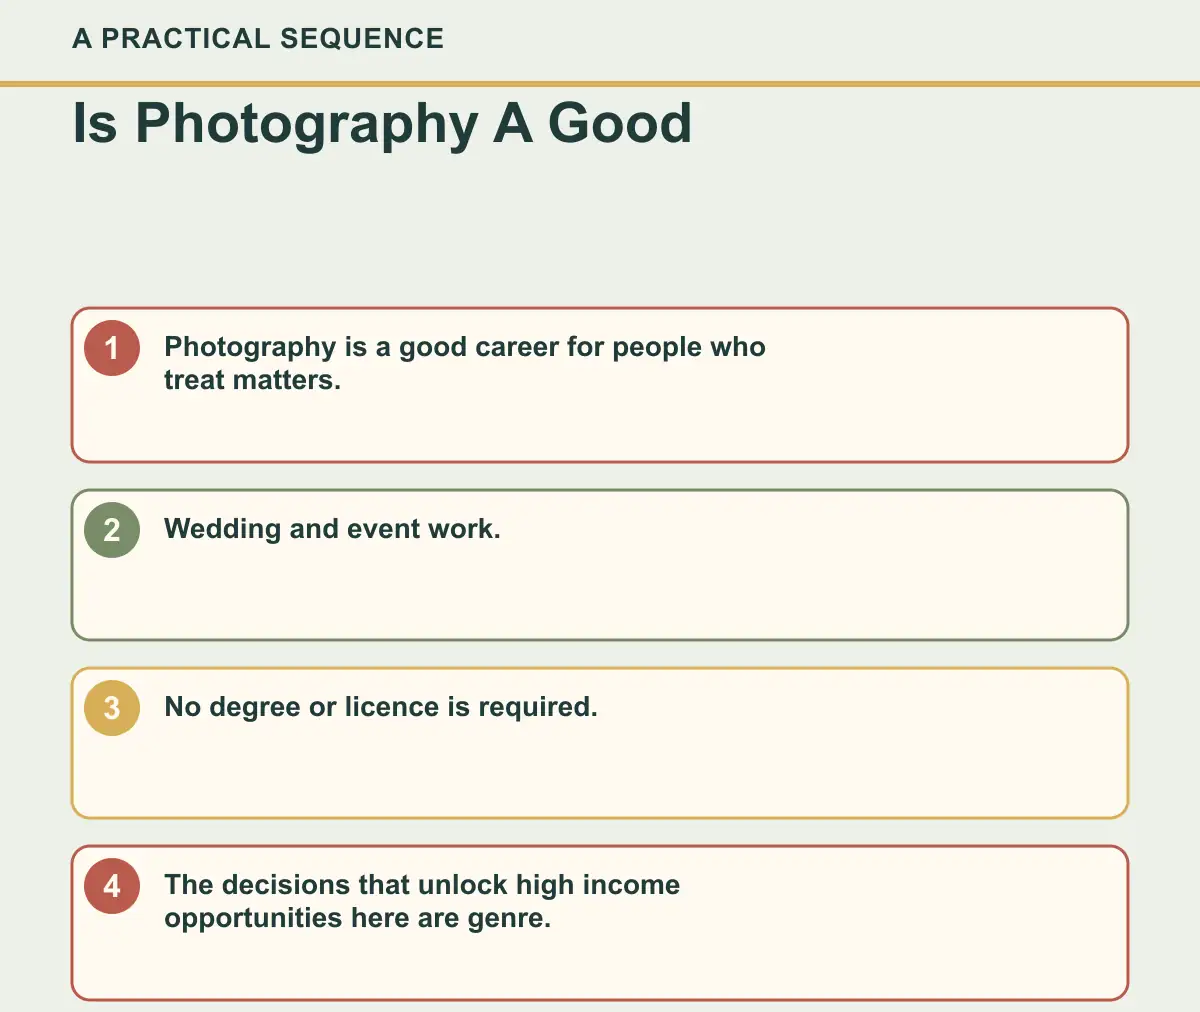 A PRACTICAL SEQUENCE
Is Photography A Good
1
Photography is a good career for people who
treat matters.
2
Wedding and event work.
3
No degree or licence is required.
4
The decisions that unlock high income
opportunities here are genre.